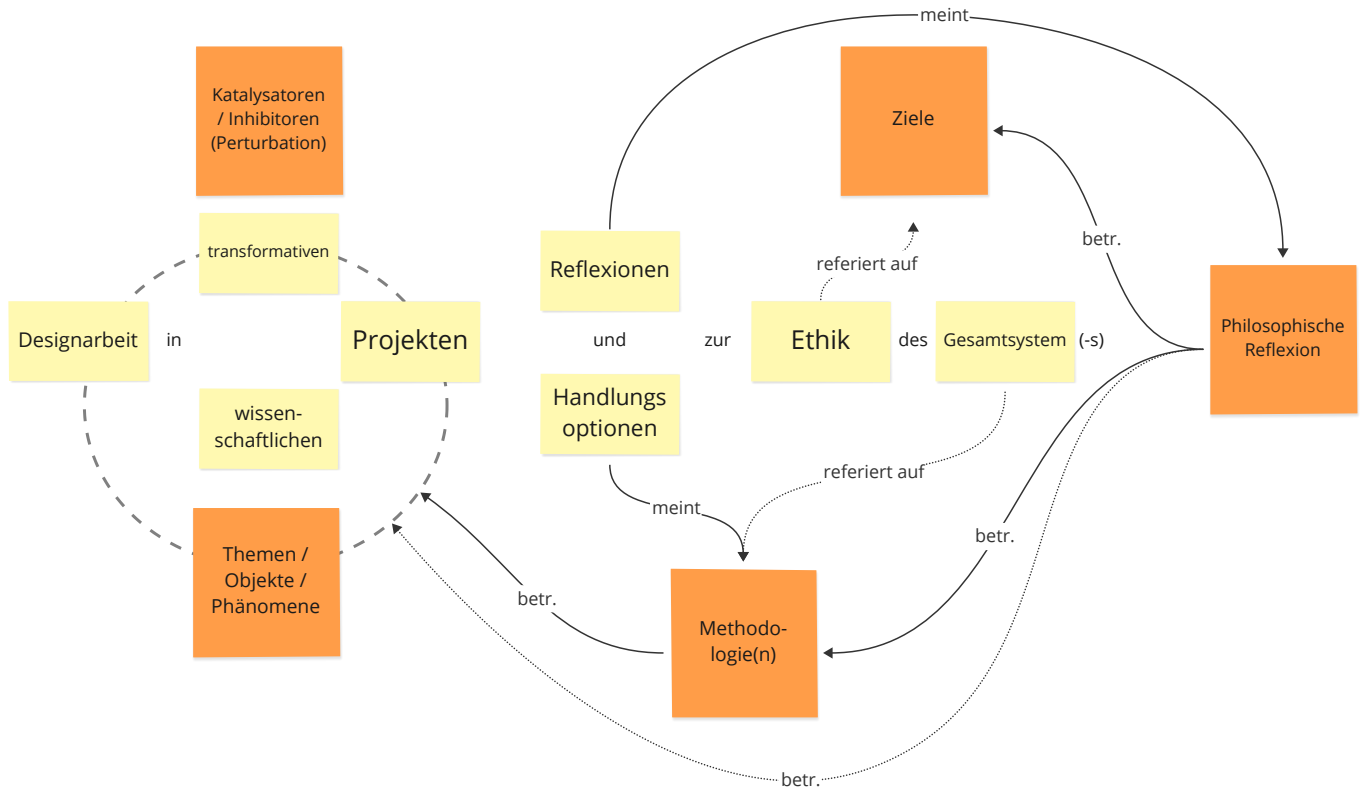 meint
Katalysatoren
/ Inhibitoren
(Perturbation)
Ziele
transformativen
Reflexionen
referiert auf
betr.
Philosophische
Reflexion
Designarbeit
in
Projekten
und
zur
Ethik
des
Gesamtsystem
(-s)
wissen-
schaftlichen
Handlungs
optionen
referiert auf
meint
betr.
Themen /
Objekte /
Phänomene
betr.
Methodo-
logie(n)
betr.